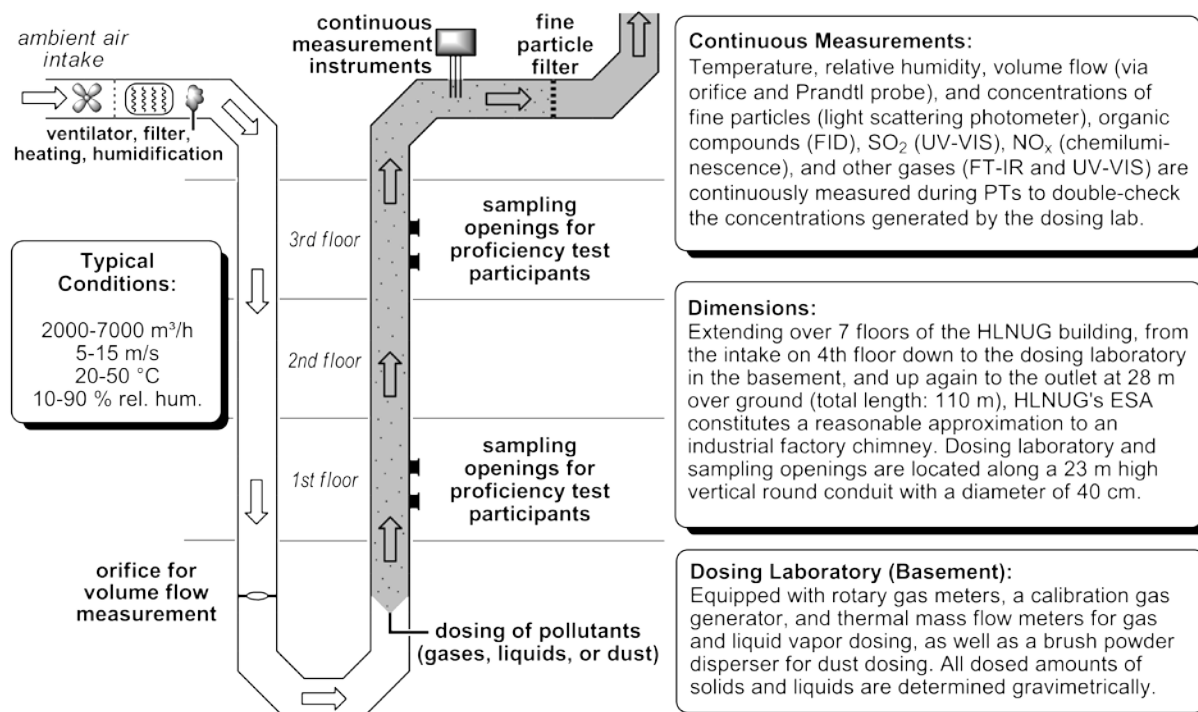 ambient air
intake
ventilator, filter,
heating, humidification
continuous
measurement
instruments
fine
particle
filter
3rd floor
sampling
openings for
proficiency test
participants
Typical
Conditions:
2000-7000 m³/h
5-15 m/s
20-50 °C
10-90 % rel. hum.
2nd floor
1st floor
sampling
openings for
proficiency test
participants
orifice for
volume flow
measurement
dosing of pollutants
(gases, liquids, or dust)
Continuous Measurements:
Temperature, relative humidity, volume flow (via
orifice and Prandtl probe), and concentrations of
fine particles (light scattering photometer), organic
compounds (FID), SO₂ (UV-VIS), NOₓ (chemilumi-
nescence), and other gases (FT-IR and UV-VIS) are
continuously measured during PTs to double-check
the concentrations generated by the dosing lab.
Dimensions:
Extending over 7 floors of the HLNUG building, from
the intake on 4th floor down to the dosing laboratory
in the basement, and up again to the outlet at 28 m
over ground (total length: 110 m), HLNUG's ESA
constitutes a reasonable approximation to an
industrial factory chimney. Dosing laboratory and
sampling openings are located along a 23 m high
vertical round conduit with a diameter of 40 cm.
Dosing Laboratory (Basement):
Equipped with rotary gas meters, a calibration gas
generator, and thermal mass flow meters for gas
and liquid vapor dosing, as well as a brush powder
disperser for dust dosing. All dosed amounts of
solids and liquids are determined gravimetrically.